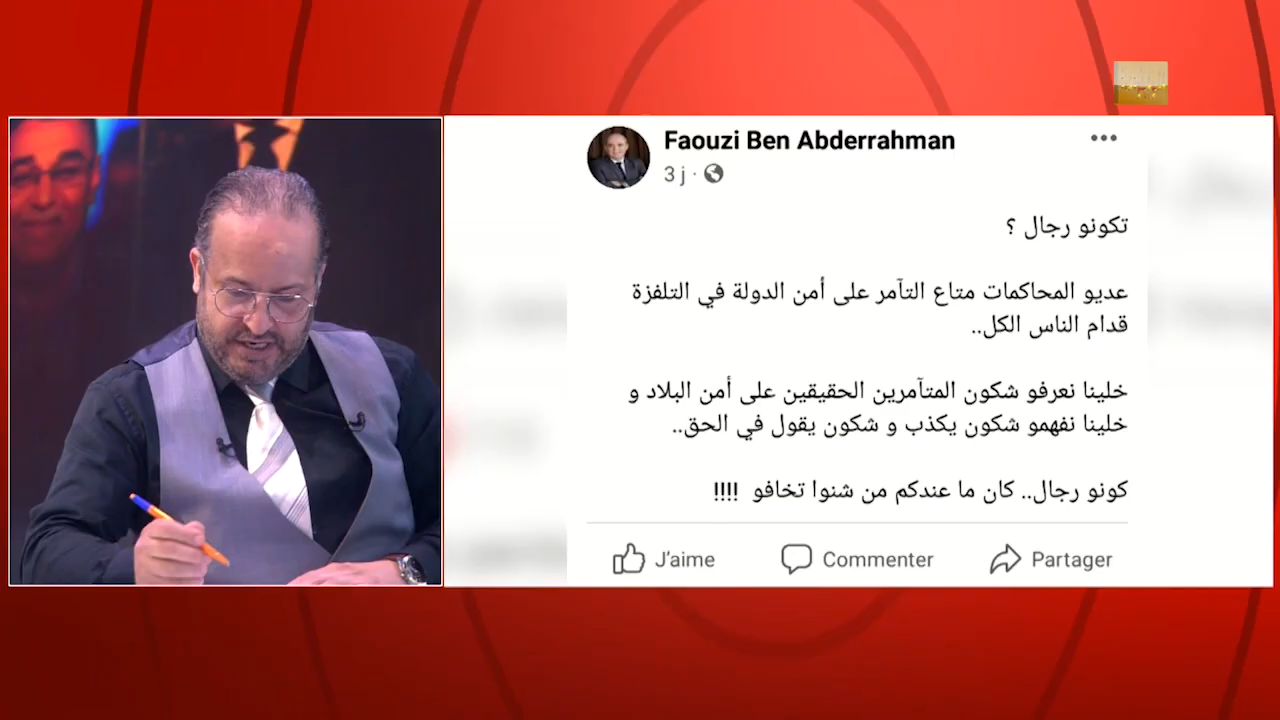 Faouzi Ben Abderrahman
3 j ·
تكونو رجال ؟
عديو المحاكمات متاع التآمر على أمن الدولة في التلفزة
قدام الناس الكل..
خلينا نعرفو شكون المتآمرين الحقيقين على أمن البلاد و
خلينا نفهمو شكون يكذب و شكون يقول في الحق..
كونو رجال.. كان ما عندكم من شنوا تخافو !!!!
J'aime
Commenter
Partager